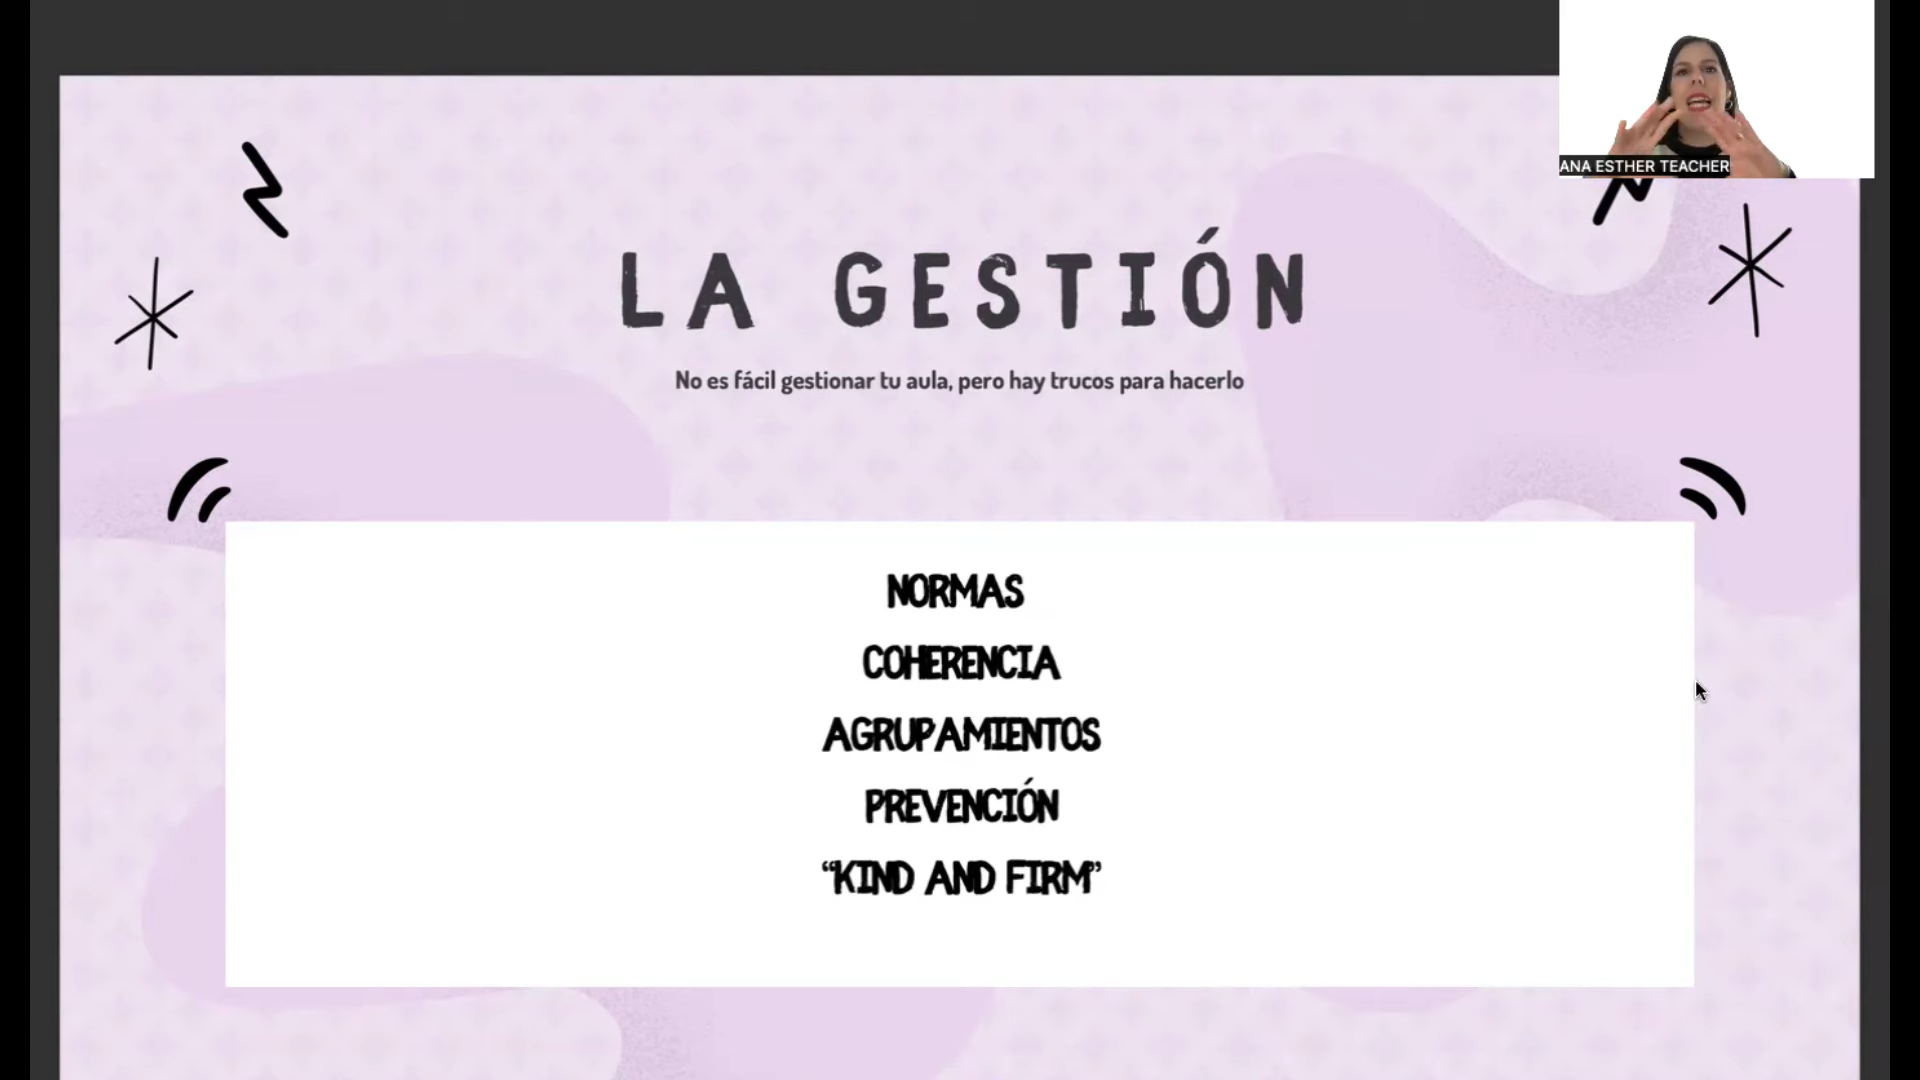 ANA ESTHER TEACHER
LA GESTIÓN
No es fácil gestionar tu aula, pero hay trucos para hacerlo
NORMAS
COHERENCIA
AGRUPAMIENTOS
PREVENCIÓN
“KIND AND FIRM”